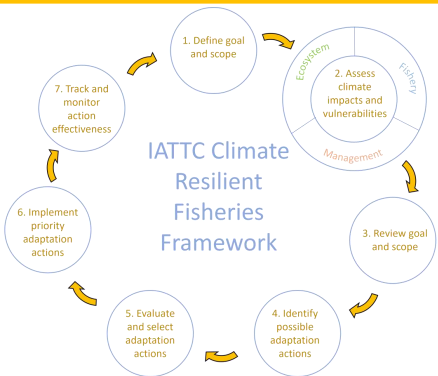 1. Define goal
and scope
Ecosystem
Fishery
Management
2. Assess
climate
impacts and
vulnerabilities
3. Review goal
and scope
4. Identify
possible
adaptation
actions
5. Evaluate
and select
adaptation
actions
6. Implement
priority
adaptation
actions
7. Track and
monitor
action
effectiveness
IATTC Climate
Resilient
Fisheries
Framework